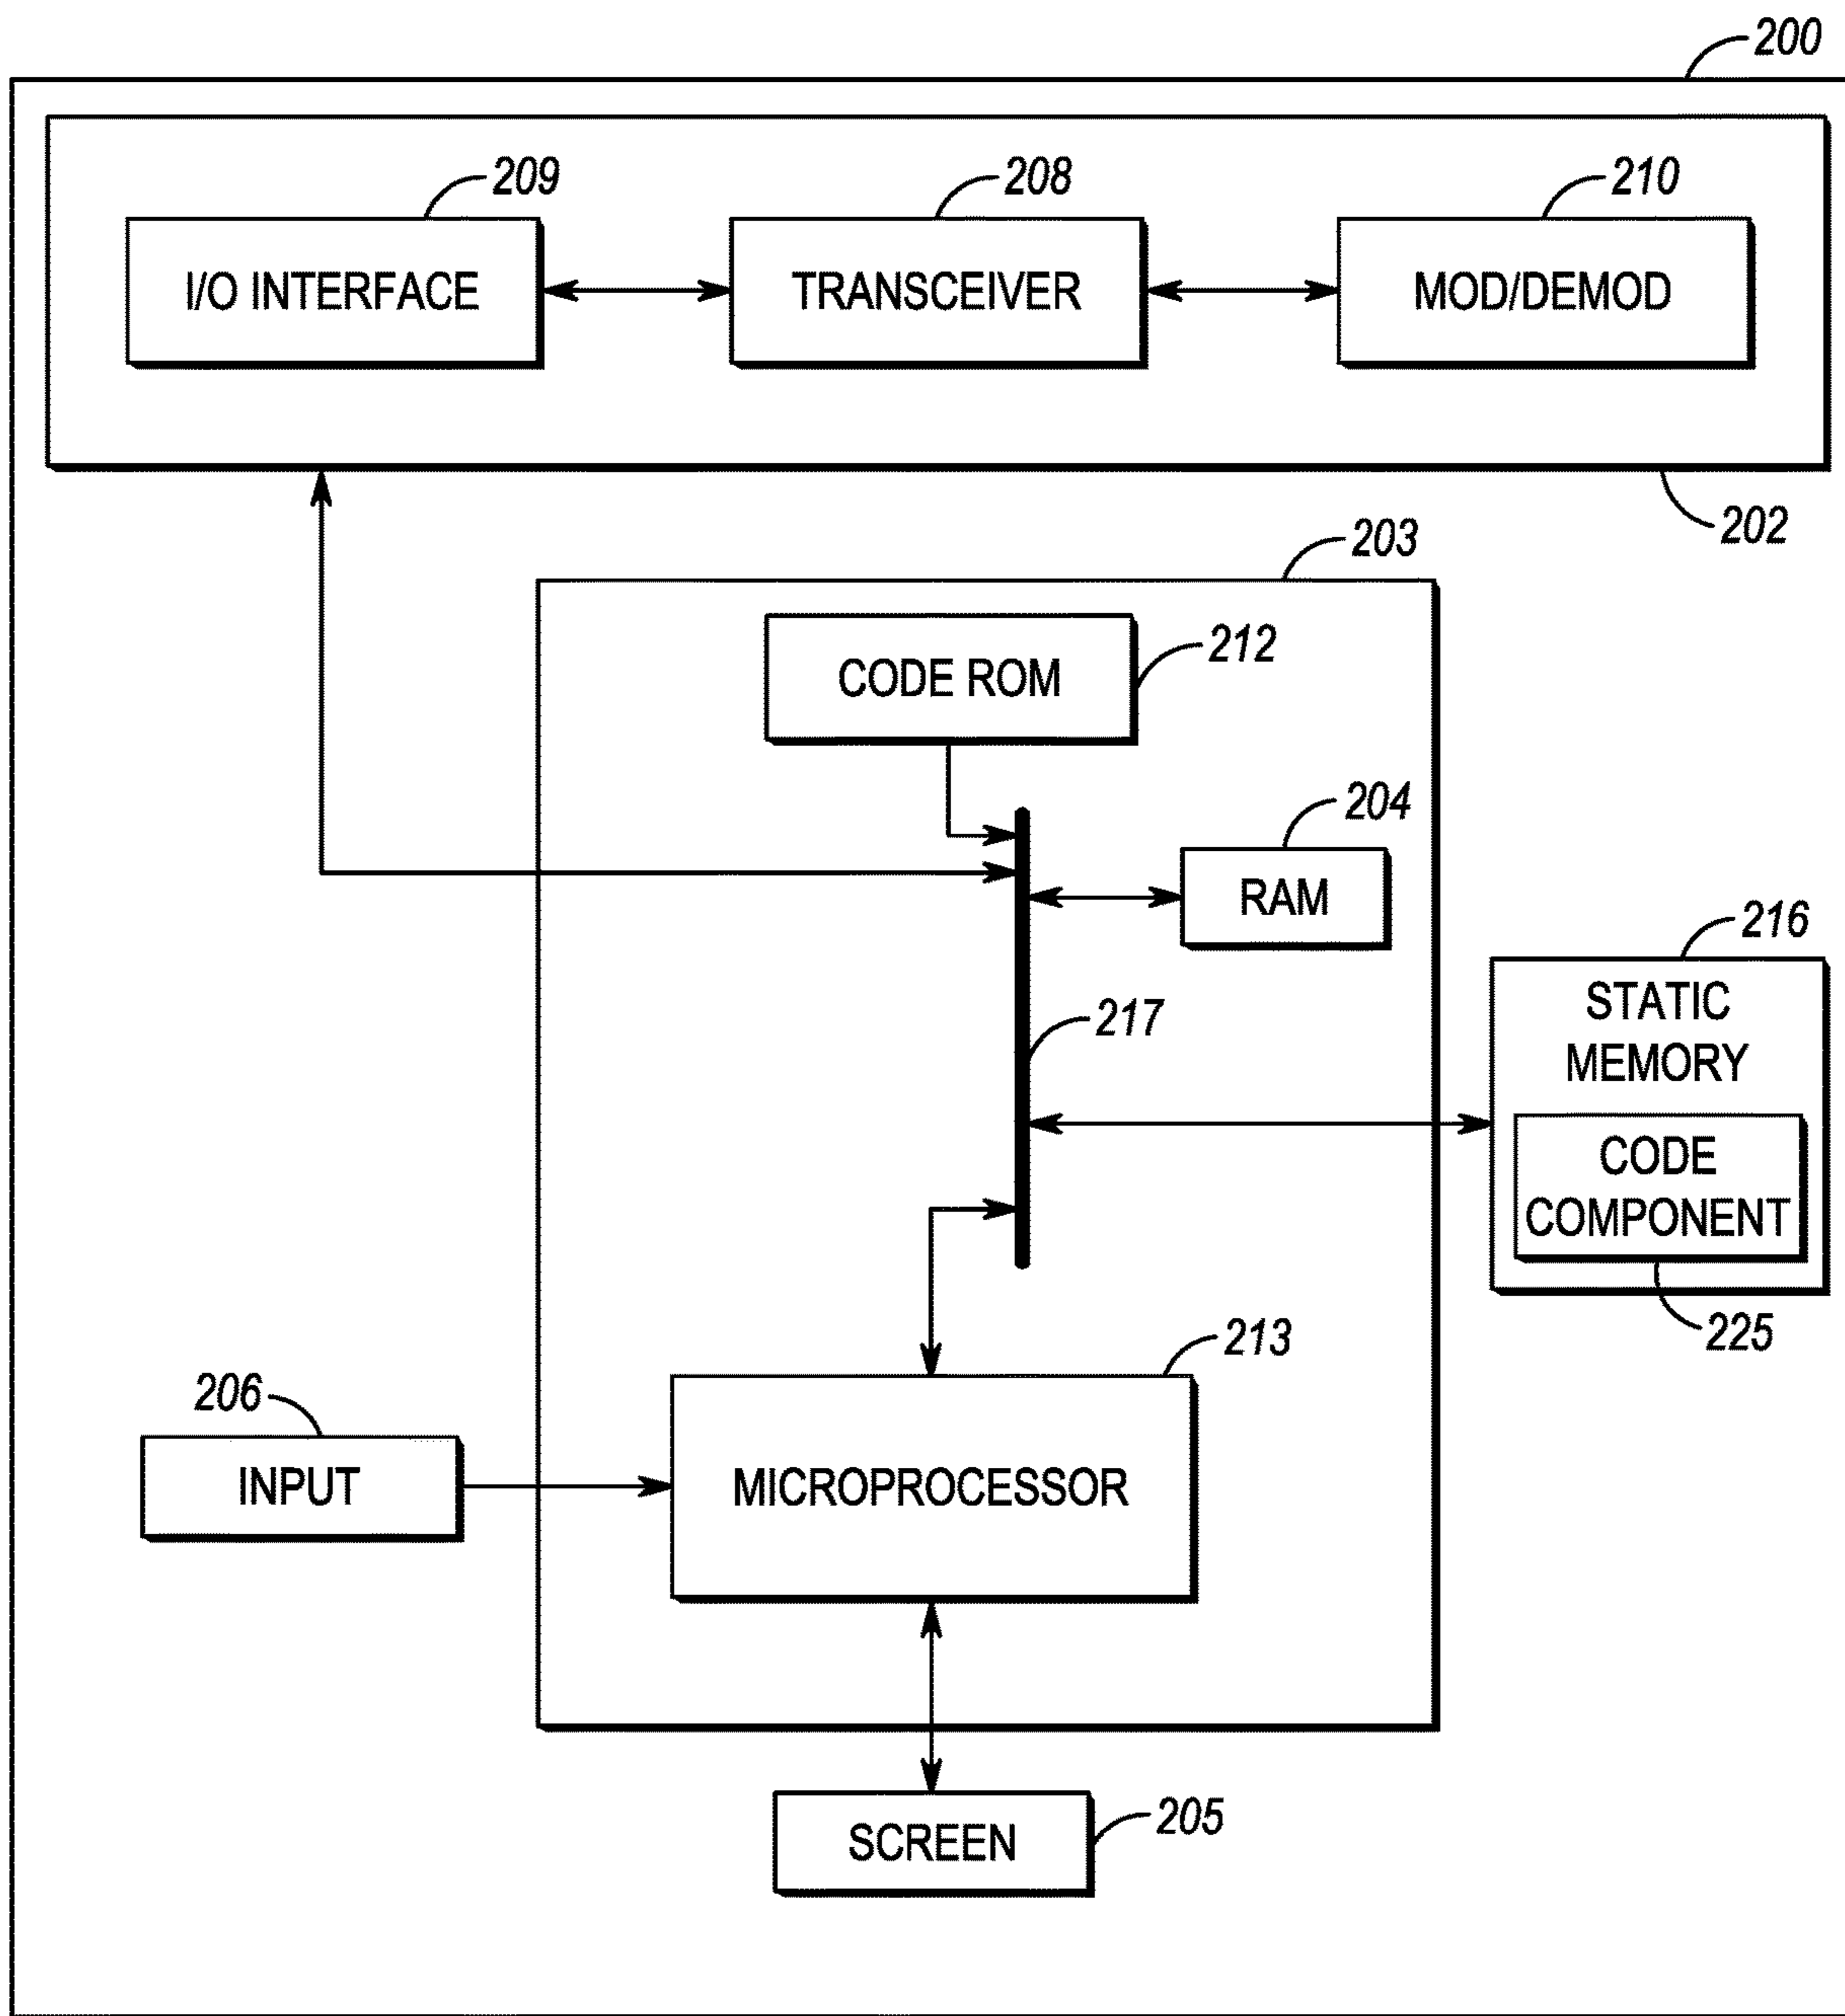 200
209
208
210
I/O INTERFACE
TRANSCEIVER
MOD/DEMOD
202
203
CODE ROM
212
204
RAM
216
STATIC
MEMORY
217
CODE
COMPONENT
225
213
206
INPUT
MICROPROCESSOR
SCREEN
205